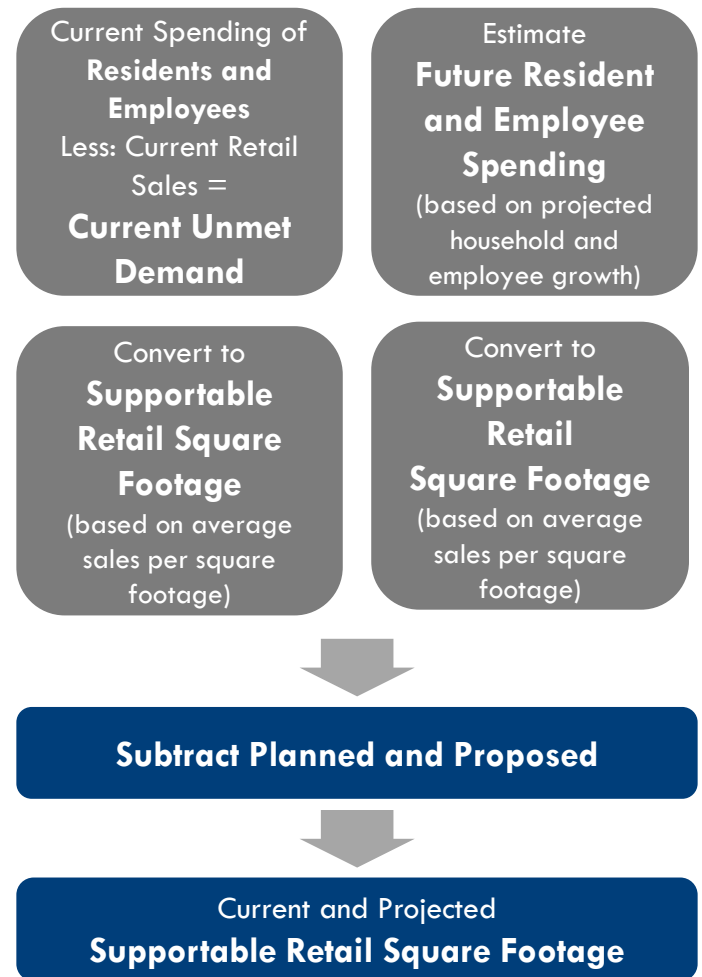 Current Spending of
Residents and
Employees
Less: Current Retail
Sales =
Current Unmet
Demand
Estimate
Future Resident
and Employee
Spending
(based on projected
household and
employee growth)
Convert to
Supportable
Retail Square
Footage
(based on average
sales per square
footage)
Convert to
Supportable
Retail
Square Footage
(based on average
sales per square
footage)
Subtract Planned and Proposed
Current and Projected
Supportable Retail Square Footage